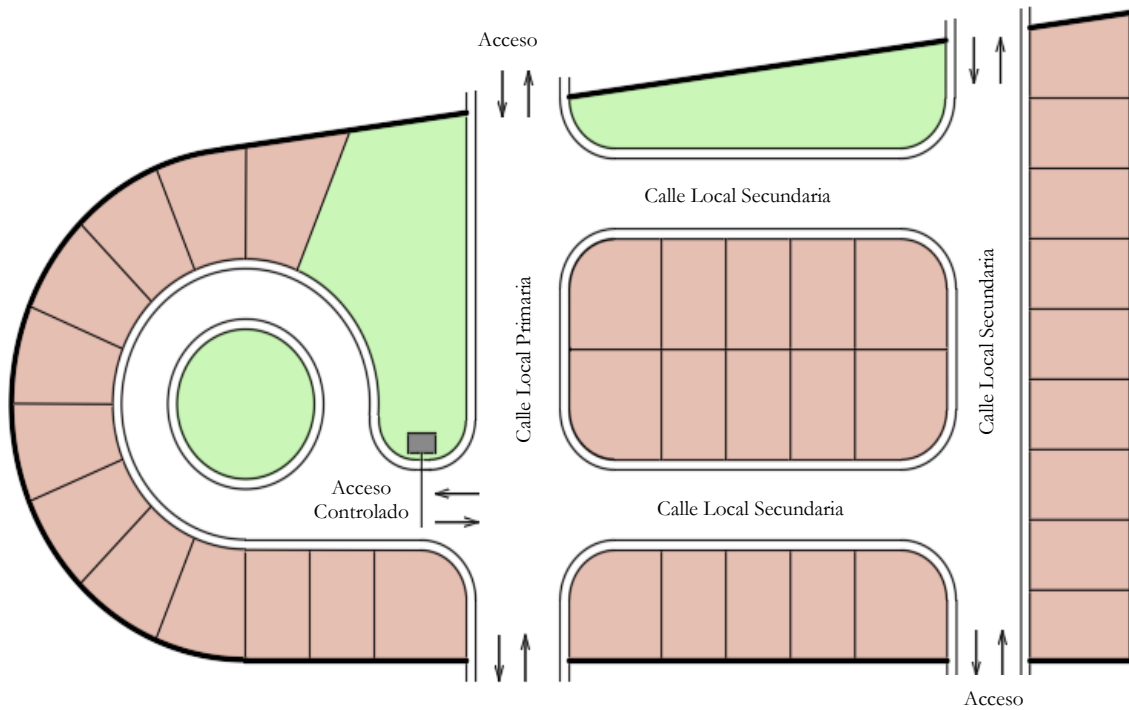 Acceso
Calle Local Secundaria
Calle Local Primaria
Calle Local Secundaria
Acceso
Controlado
Calle Local Secundaria
Acceso